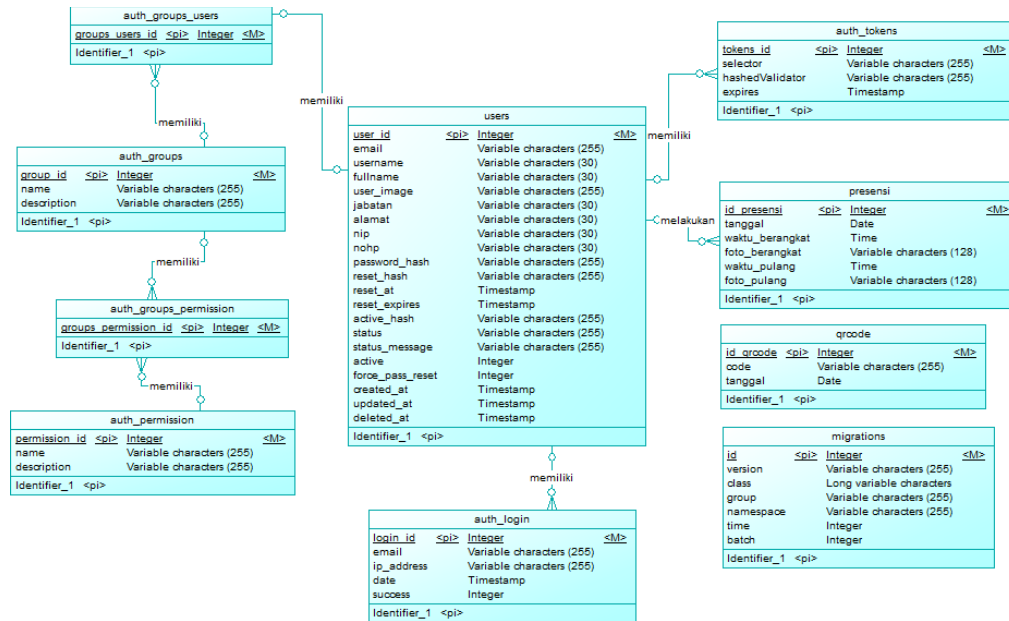 auth_groups_users
groups_users_id <pi> Integer <M>
Identifier_1 <pi>
memiliki
auth_groups
group_id <pi> Integer <M>
name Variable characters (255)
description Variable characters (255)
Identifier_1 <pi>
memiliki
auth_groups_permission
groups_permission_id <pi> Integer <M>
Identifier_1 <pi>
memiliki
auth_permission
permission_id <pi> Integer <M>
name Variable characters (255)
description Variable characters (255)
Identifier_1 <pi>
memiliki
users
user_id <pi> Integer <M>
email Variable characters (255)
username Variable characters (30)
fullname Variable characters (30)
user_image Variable characters (255)
jabatan Variable characters (30)
alamat Variable characters (30)
nip Variable characters (30)
nohp Variable characters (30)
password_hash Variable characters (255)
reset_hash Variable characters (255)
reset_at Timestamp
reset_expires Timestamp
active_hash Variable characters (255)
status Variable characters (255)
status_message Variable characters (255)
active Integer
force_pass_reset Integer
created_at Timestamp
updated_at Timestamp
deleted_at Timestamp
Identifier_1 <pi>
memiliki
auth_login
login_id <pi> Integer <M>
email Variable characters (255)
ip_address Variable characters (255)
date Timestamp
success Integer
Identifier_1 <pi>
memiliki
auth_tokens
tokens_id <pi> Integer <M>
selector Variable characters (255)
hashedValidator Variable characters (255)
expires Timestamp
Identifier_1 <pi>
melakukan
presensi
id_presensi <pi> Integer <M>
tanggal Date
waktu_berangkat Time
foto_berangkat Variable characters (128)
waktu_pulang Time
foto_pulang Variable characters (128)
Identifier_1 <pi>
qrcode
id_qrcode <pi> Integer <M>
code Variable characters (255)
tanggal Date
Identifier_1 <pi>
migrations
id <pi> Integer <M>
version Variable characters (255)
class Long variable characters
group Variable characters (255)
namespace Variable characters (255)
time Integer
batch Integer
Identifier_1 <pi>